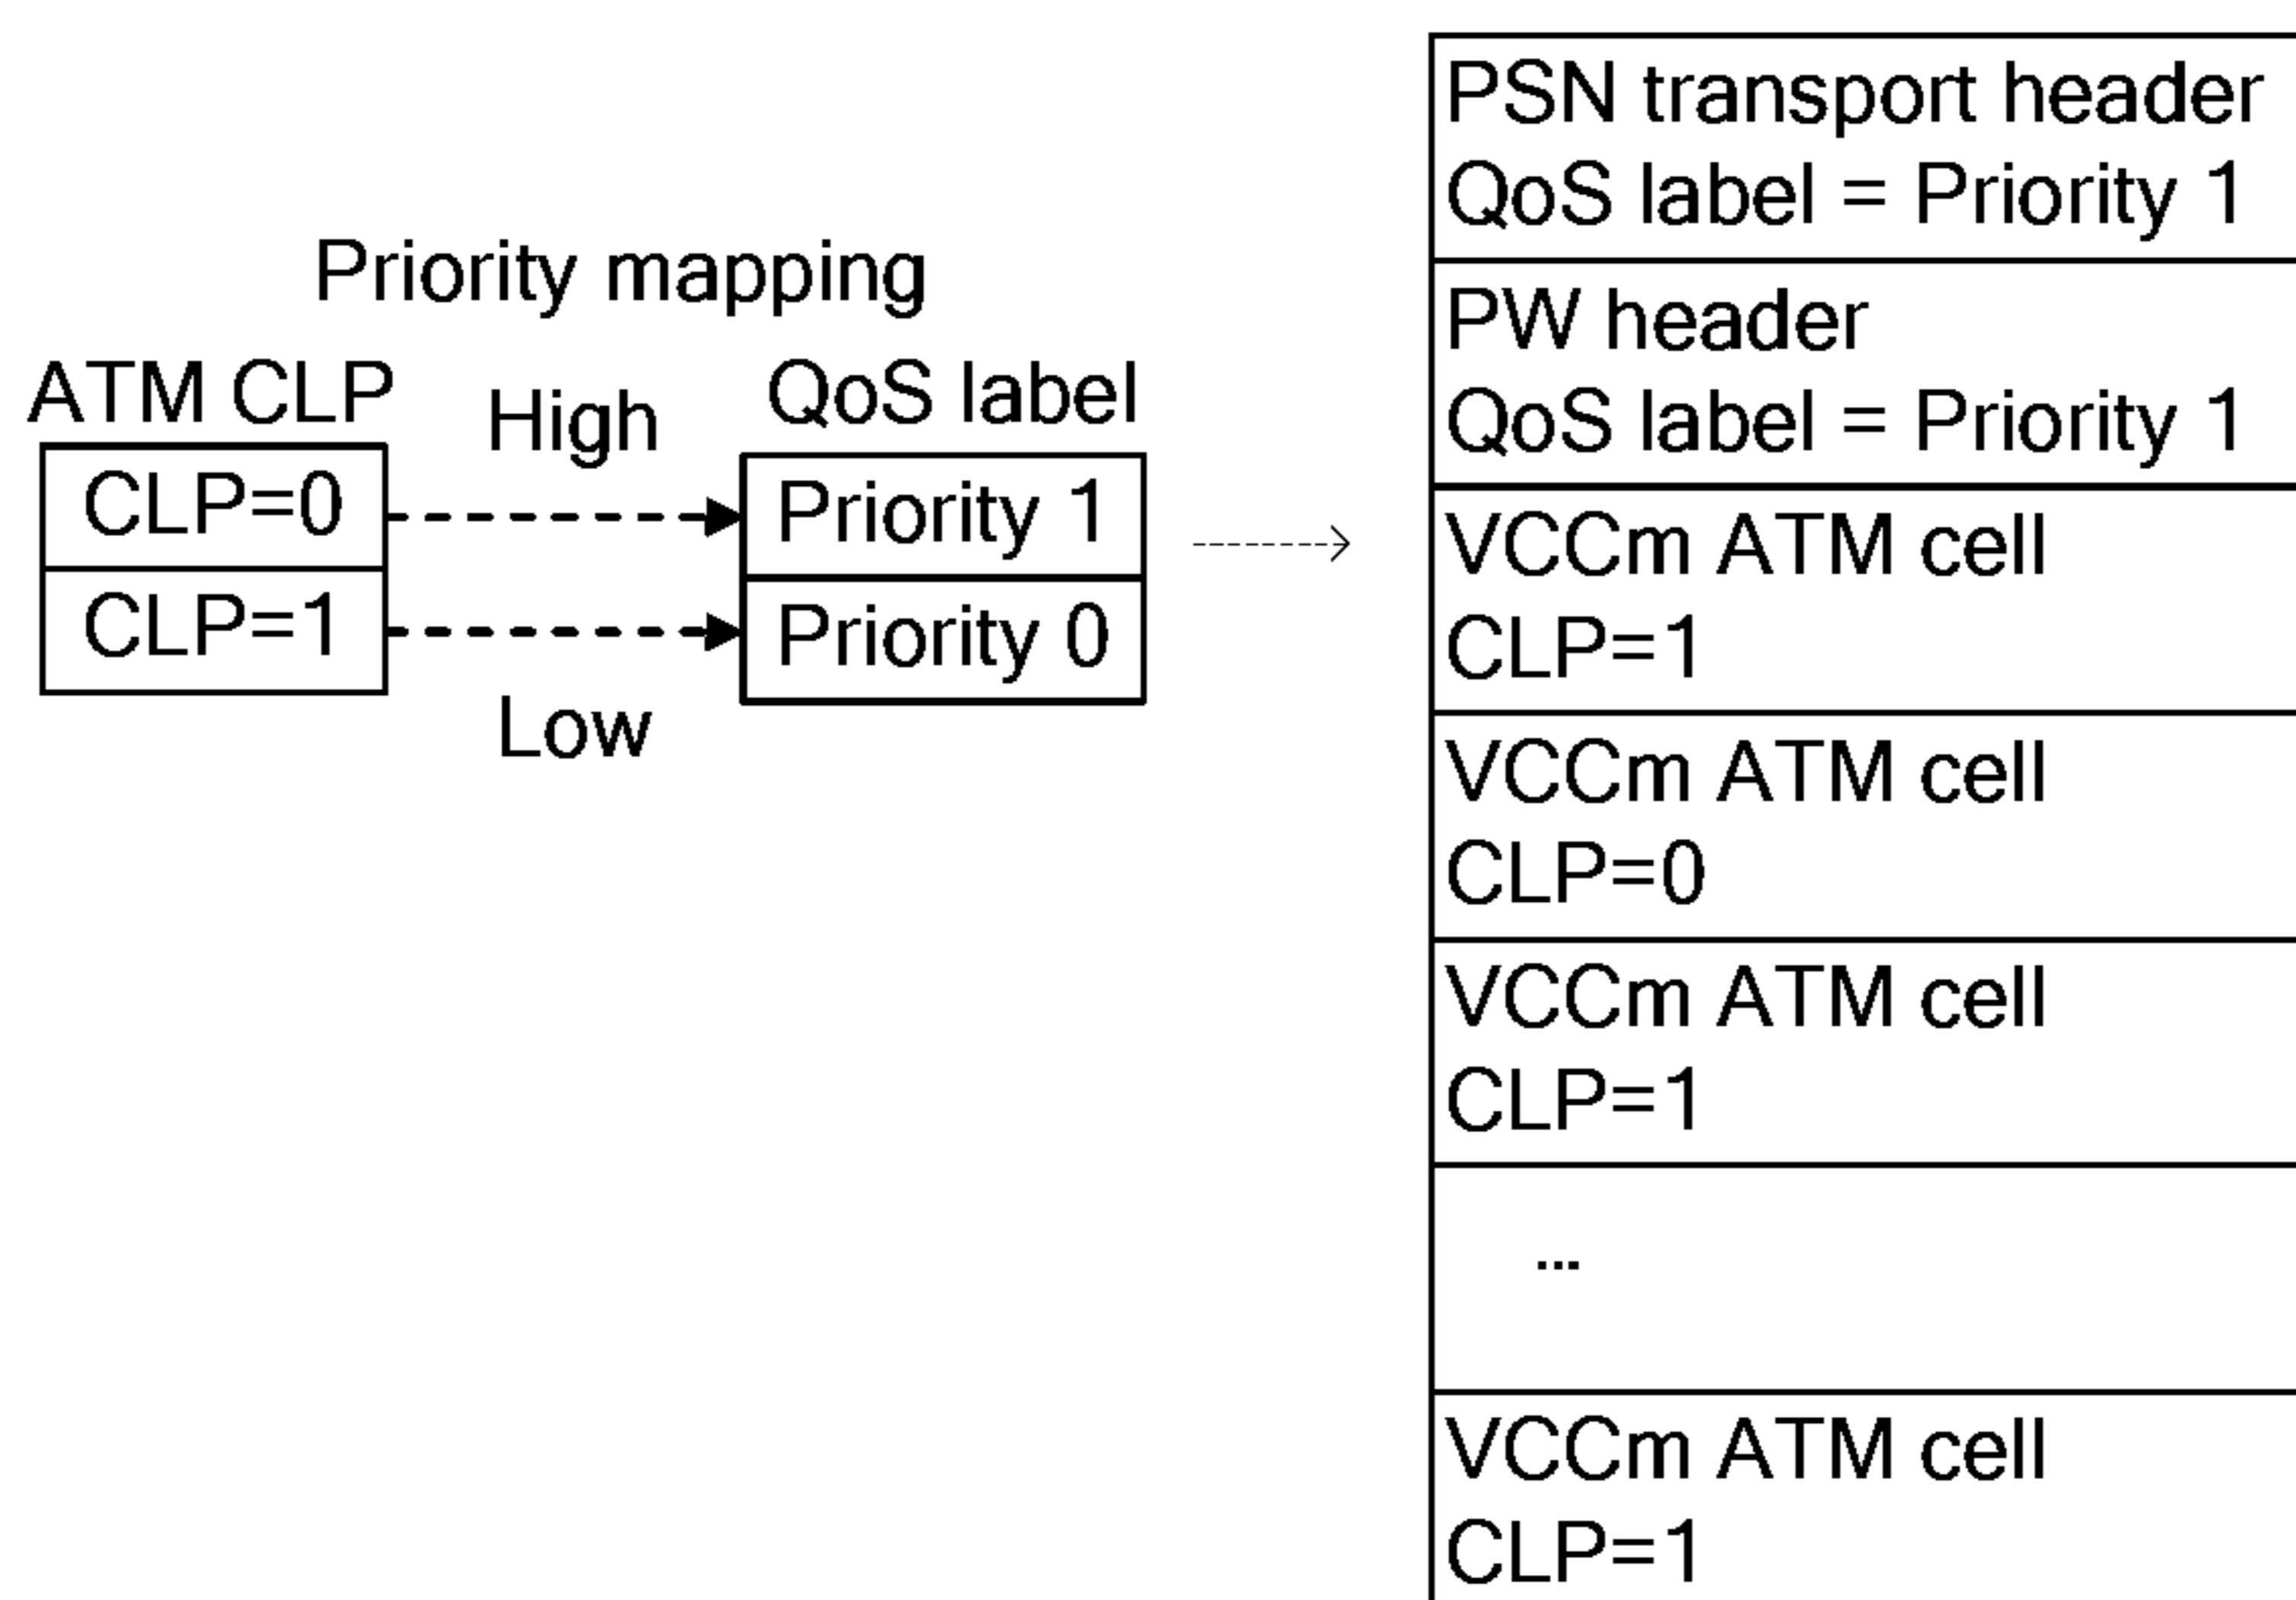 Priority mapping
ATM CLP
High
QoS label
CLP=0
Priority 1
CLP=1
Priority 0
Low
PSN transport header
QoS label = Priority 1
PW header
QoS label = Priority 1
VCCm ATM cell
CLP=1
VCCm ATM cell
CLP=0
VCCm ATM cell
CLP=1
...
VCCm ATM cell
CLP=1